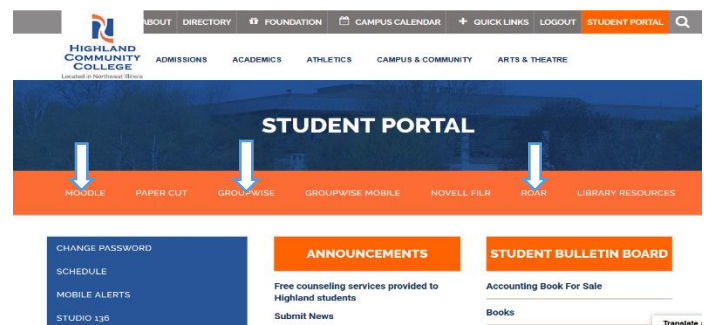 ABOUT DIRECTORY FOUNDATION CAMPUS CALENDAR + QUICK LINKS LOGOUT STUDENT PORTAL
HIGHLAND
COMMUNITY
COLLEGE
Located in Northwest Illinois
ADMISSIONS ACADEMICS ATHLETICS CAMPUS & COMMUNITY ARTS & THEATRE
STUDENT PORTAL
MOODLE PAPER CUT GROUPWISE GROUPWISE MOBILE NOVELL FILR ROAR LIBRARY RESOURCES
CHANGE PASSWORD
SCHEDULE
MOBILE ALERTS
STUDIO 136
ANNOUNCEMENTS
Free counseling services provided to
Highland students
Submit News
STUDENT BULLETIN BOARD
Accounting Book For Sale
Books
Translate